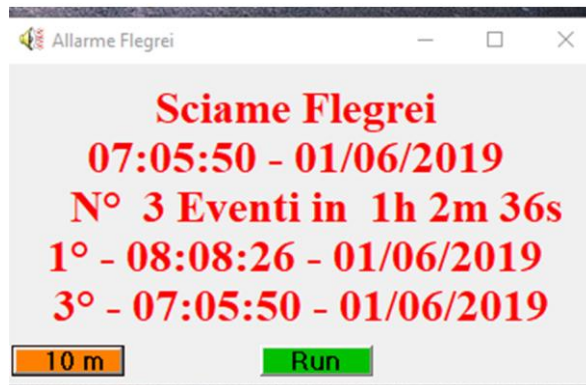 Allarme Flegrei
Sciame Flegrei
07:05:50 - 01/06/2019
N° 3 Eventi in 1h 2m 36s
1° - 08:08:26 - 01/06/2019
3° - 07:05:50 - 01/06/2019
10 m Run